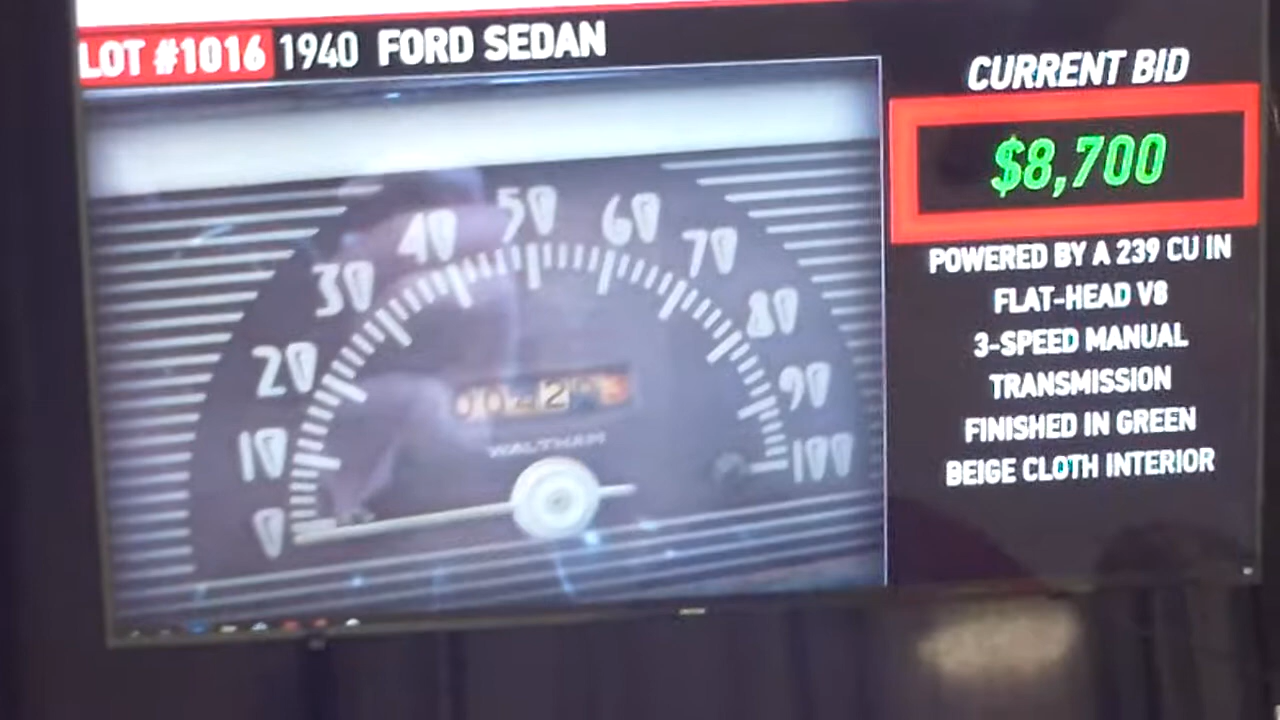 LOT #1016 1940 FORD SEDAN
CURRENT BID
$8,700
POWERED BY A 239 CU IN
FLAT-HEAD V8
3-SPEED MANUAL
TRANSMISSION
FINISHED IN GREEN
BEIGE CLOTH INTERIOR
0
10
20
30
40
50
60
70
80
90
100
WALTHAM